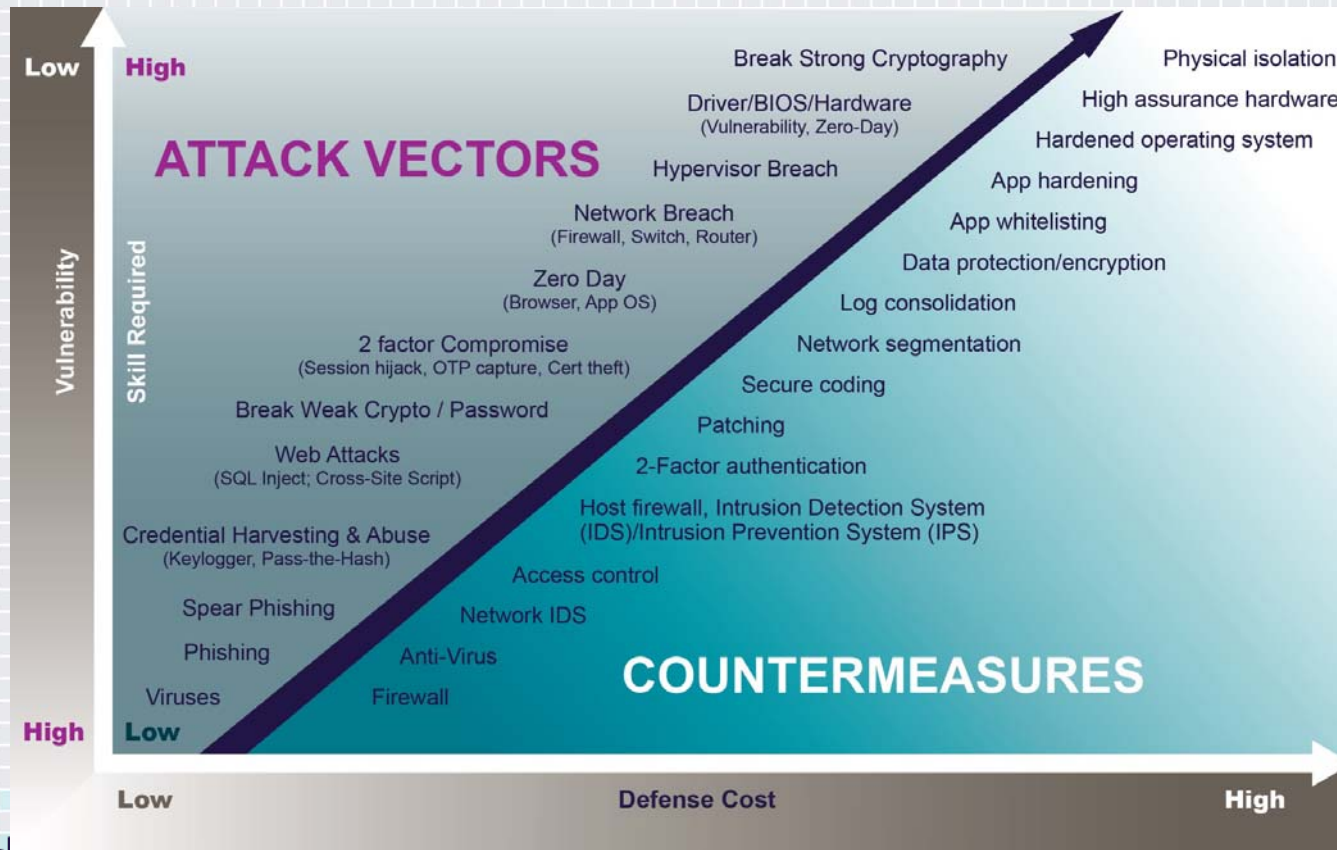 Low
High
Break Strong Cryptography
Physical isolation
Driver/BIOS/Hardware
(Vulnerability, Zero-Day)
High assurance hardware
ATTACK VECTORS
Hardened operating system
Hypervisor Breach
App hardening
Network Breach
(Firewall, Switch, Router)
App whitelisting
Vulnerability
Skill Required
Data protection/encryption
Zero Day
(Browser, App OS)
Log consolidation
2 factor Compromise
(Session hijack, OTP capture, Cert theft)
Network segmentation
Secure coding
Break Weak Crypto / Password
Patching
Web Attacks
(SQL Inject; Cross-Site Script)
2-Factor authentication
Host firewall, Intrusion Detection System
(IDS)/Intrusion Prevention System (IPS)
Credential Harvesting & Abuse
(Keylogger, Pass-the-Hash)
Access control
Spear Phishing
Network IDS
Phishing
Anti-Virus
COUNTERMEASURES
Viruses
Firewall
High
Low
Low
Defense Cost
High